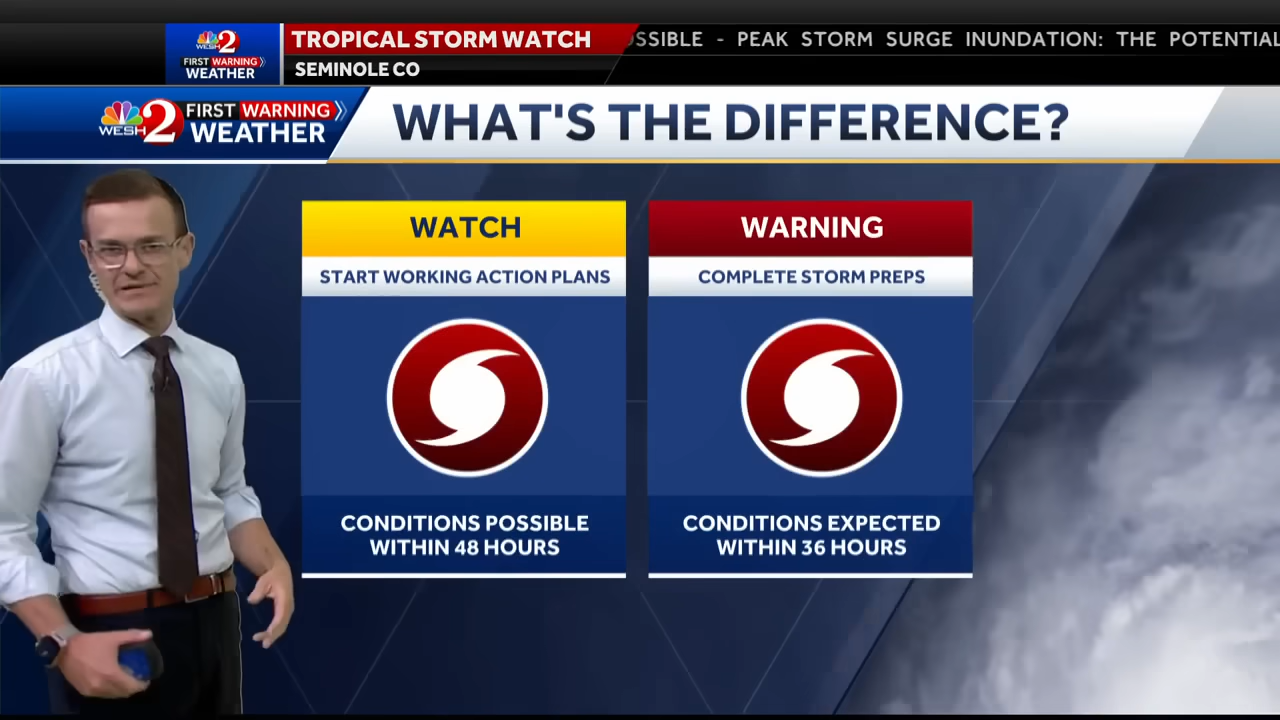 WESH 2
FIRST WARNING
WEATHER
TROPICAL STORM WATCH
SEMINOLE CO
- PEAK STORM SURGE INUNDATION: THE POTENTIAL
WESH 2 FIRST WARNING
WEATHER
WHAT'S THE DIFFERENCE?
WATCH
START WORKING ACTION PLANS
CONDITIONS POSSIBLE
WITHIN 48 HOURS
WARNING
COMPLETE STORM PREPS
CONDITIONS EXPECTED
WITHIN 36 HOURS